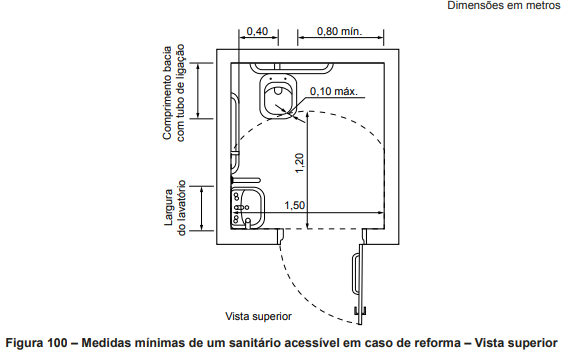 Dimensões em metros
0,40
0,80 mín.
Comprimento bacia
com tubo de ligação
0,10 máx.
1,20
Largura
do lavatório
1,50
Vista superior
Figura 100 – Medidas mínimas de um sanitário acessível em caso de reforma – Vista superior